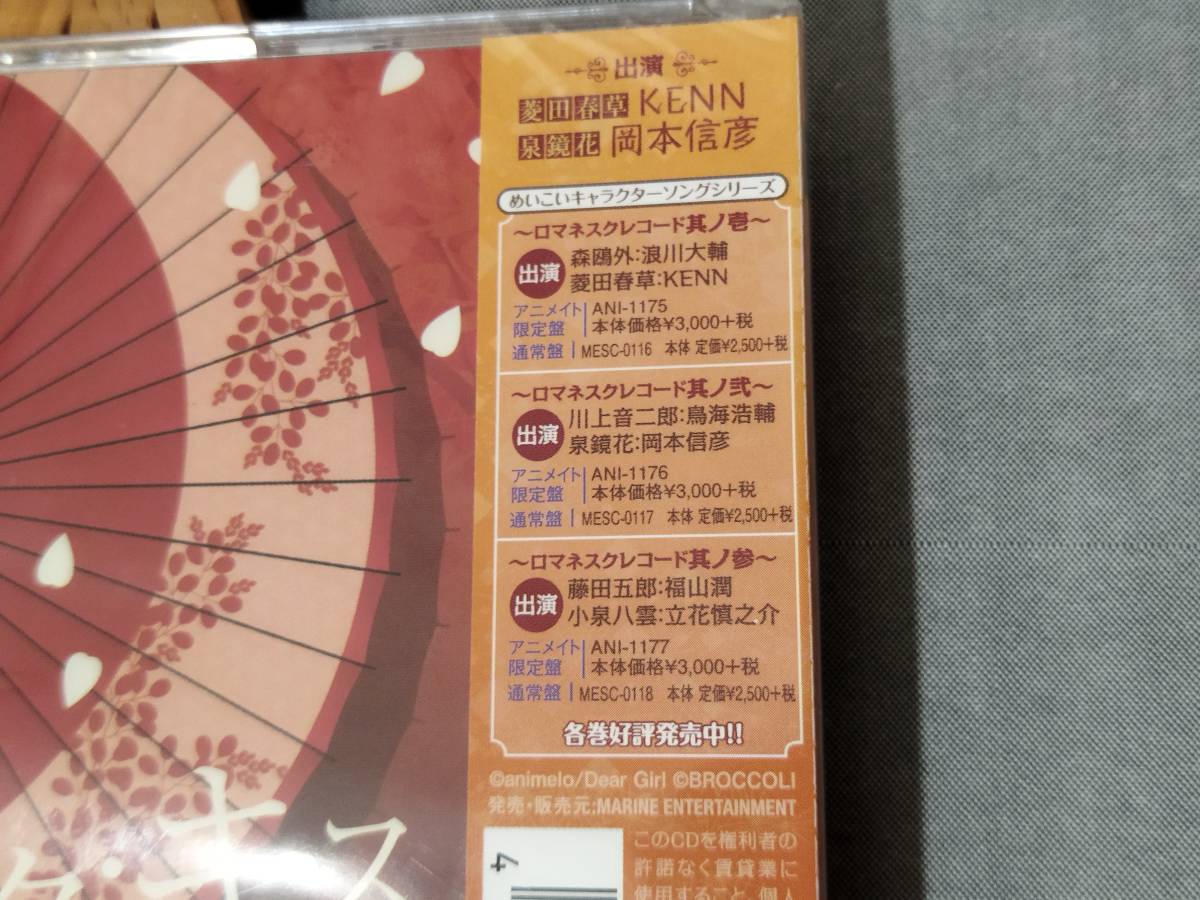 出演
菱田春草 KENN
泉鏡花 岡本信彦
めいこいキャラクターソングシリーズ
～ロマネスクレコード其ノ壱～
出演
森鴎外:浪川大輔
菱田春草:KENN
アニメイト限定盤 ANI-1175
本体価格¥3,000+税
通常盤 MESC-0116 本体 定価¥2,500+税
～ロマネスクレコード其ノ弐～
出演
川上音二郎:鳥海浩輔
泉鏡花:岡本信彦
アニメイト限定盤 ANI-1176
本体価格¥3,000+税
通常盤 MESC-0117 本体 定価¥2,500+税
～ロマネスクレコード其ノ参～
出演
藤田五郎:福山潤
小泉八雲:立花慎之介
アニメイト限定盤 ANI-1177
本体価格¥3,000+税
通常盤 MESC-0118 本体 定価¥2,500+税
各巻好評発売中!!
©animelo/Dear Girl ©BROCCOLI
発売・販売元:MARINE ENTERTAINMENT
このCDを権利者の
許諾なく賃貸業に
使用すること、個人
4
キス